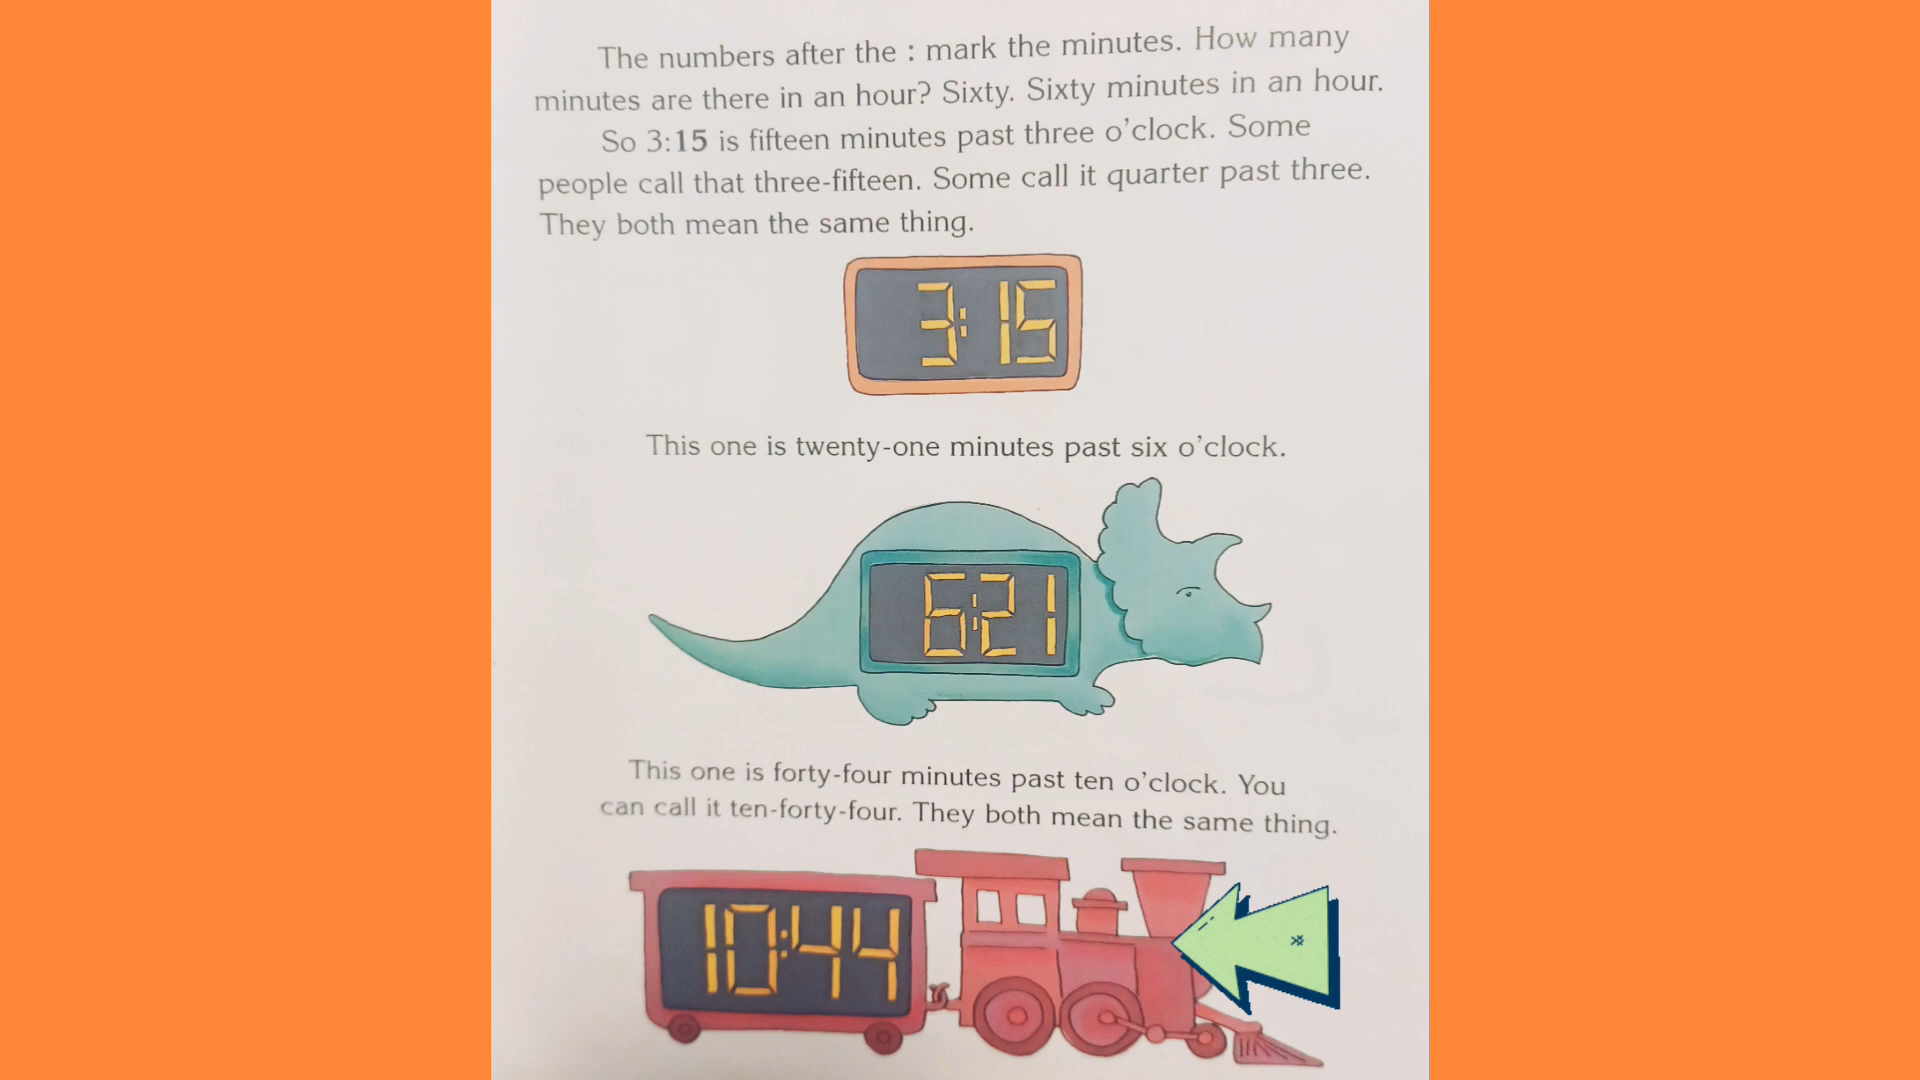 The numbers after the : mark the minutes. How many
minutes are there in an hour? Sixty. Sixty minutes in an hour.
So 3:15 is fifteen minutes past three o'clock. Some
people call that three-fifteen. Some call it quarter past three.
They both mean the same thing.
3:15
This one is twenty-one minutes past six o'clock.
6:21
This one is forty-four minutes past ten o'clock. You
can call it ten-forty-four. They both mean the same thing.
10:44